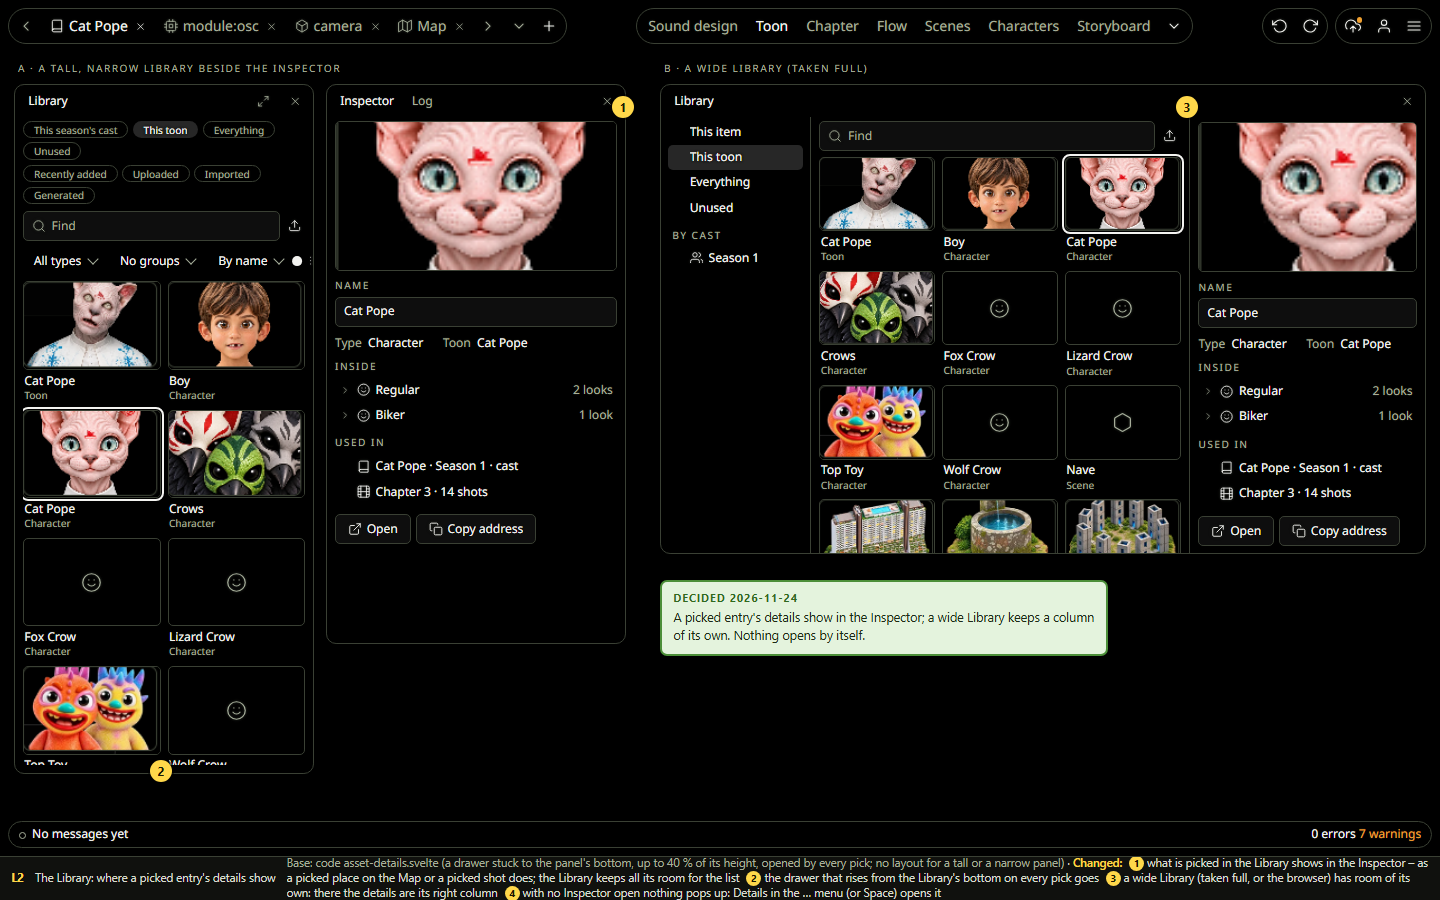 Cat Pope
module:osc
camera
Map
Sound design
Toon
Chapter
Flow
Scenes
Characters
Storyboard
A · A TALL, NARROW LIBRARY BESIDE THE INSPECTOR
B · A WIDE LIBRARY (TAKEN FULL)
Library
This season's cast
This toon
Everything
Unused
Recently added
Uploaded
Imported
Generated
Find
All types
No groups
By name
Cat Pope
Toon
Boy
Character
Cat Pope
Character
Crows
Character
Fox Crow
Character
Lizard Crow
Character
Top Toy
Wolf Crow
2
Inspector
Log
1
NAME
Cat Pope
Type Character
Toon Cat Pope
INSIDE
Regular
2 looks
Biker
1 look
USED IN
Cat Pope · Season 1 · cast
Chapter 3 · 14 shots
Open
Copy address
Library
3
This item
This toon
Everything
Unused
BY CAST
Season 1
Find
Cat Pope
Toon
Boy
Character
Cat Pope
Character
Crows
Character
Fox Crow
Character
Lizard Crow
Character
Top Toy
Character
Wolf Crow
Character
Nave
Scene
NAME
Cat Pope
Type Character
Toon Cat Pope
INSIDE
Regular
2 looks
Biker
1 look
USED IN
Cat Pope · Season 1 · cast
Chapter 3 · 14 shots
Open
Copy address
DECIDED 2026-11-24
A picked entry's details show in the Inspector; a wide Library keeps a column
of its own. Nothing opens by itself.
No messages yet
0 errors 7 warnings
L2 The Library: where a picked entry's details show
Base: code asset-details.svelte (a drawer stuck to the panel's bottom, up to 40 % of its height, opened by every pick; no layout for a tall or a narrow panel) · Changed: 1 what is picked in the Library shows in the Inspector – as
a picked place on the Map or a picked shot does; the Library keeps all its room for the list 2 the drawer that rises from the Library's bottom on every pick goes 3 a wide Library (taken full, or the browser) has room of its
own: there the details are its right column 4 with no Inspector open nothing pops up: Details in the ... menu (or Space) opens it